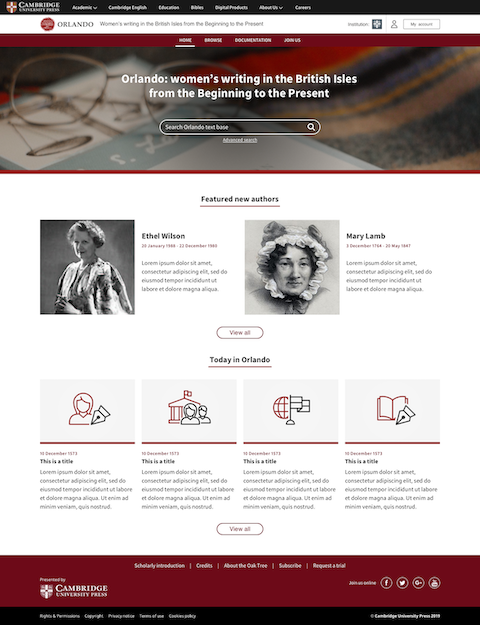 CAMBRIDGE
UNIVERSITY PRESS
Academic
Cambridge English
Education
Bibles
Digital Products
About Us
Careers
ORLANDO
Women's writing in the British Isles from the Beginning to the Present
Institution:
My account
HOME
BROWSE
DOCUMENTATION
JOIN US
Orlando: women's writing in the British Isles
from the Beginning to the Present
Search Orlando text base
Advanced search
Featured new authors
Ethel Wilson
20 January 1986 - 22 December 1980
Lorem ipsum dolor sit amet,
consectetur adipiscing elit, sed do
eiusmod tempor incididunt ut
labore et dolore magna aliqua.
Mary Lamb
3 December 1764 - 20 May 1847
Lorem ipsum dolor sit amet,
consectetur adipiscing elit, sed do
eiusmod tempor incididunt ut
labore et dolore magna aliqua.
View all
Today in Orlando
10 December 1573
This is a title
Lorem ipsum dolor sit amet,
consectetur adipiscing elit, sed do
eiusmod tempor incididunt ut labore
et dolore magna aliqua. Ut enim ad
minim veniam, quis nostrud.
10 December 1573
This is a title
Lorem ipsum dolor sit amet,
consectetur adipiscing elit, sed do
eiusmod tempor incididunt ut labore
et dolore magna aliqua. Ut enim ad
minim veniam, quis nostrud.
10 December 1573
This is a title
Lorem ipsum dolor sit amet,
consectetur adipiscing elit, sed do
eiusmod tempor incididunt ut labore
et dolore magna aliqua. Ut enim ad
minim veniam, quis nostrud.
10 December 1573
This is a title
Lorem ipsum dolor sit amet,
consectetur adipiscing elit, sed do
eiusmod tempor incididunt ut labore
et dolore magna aliqua. Ut enim ad
minim veniam, quis nostrud.
View all
Scholarly introduction | Credits | About the Oak Tree | Subscribe | Request a trial
Presented by
CAMBRIDGE
UNIVERSITY PRESS
Join us online
Rights & Permissions
Copyright
Privacy notice
Terms of use
Cookies policy
© Cambridge University Press 2019